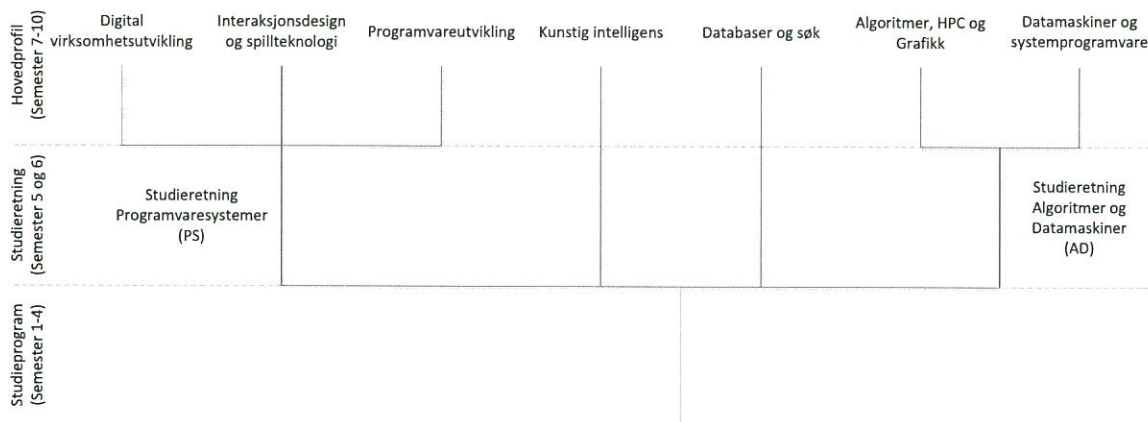 Hovedprofil
(Semester 7-10)
Digital
virksomhetsutvikling
Interaksjonsdesign
og spillteknologi
Programvareutvikling
Kunstig intelligens
Databaser og søk
Algoritmer, HPC og
Grafikk
Datamaskiner og
systemprogramvare
Studieretning
(Semester 5 og 6)
Studieretning
Programvaresystemer
(PS)
Studieretning
Algoritmer og
Datamaskiner
(AD)
Studieprogram
(Semester 1-4)